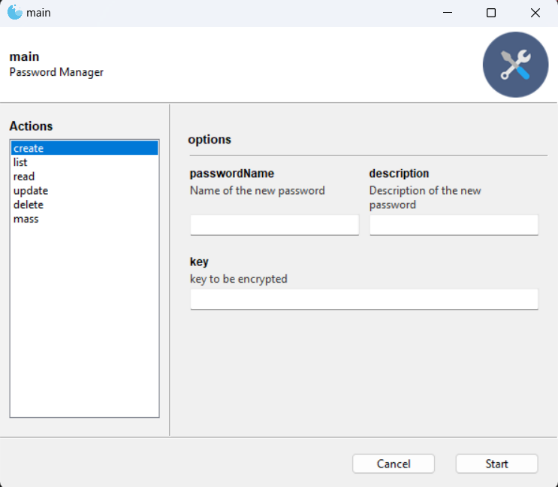 main
main
Password Manager
Actions
create
list
read
update
delete
mass
options
passwordName
Name of the new password
description
Description of the new
password
key
key to be encrypted
Cancel
Start